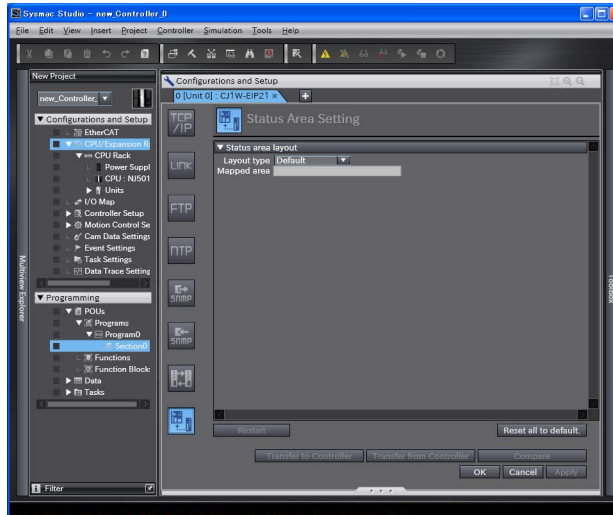 Sysmac Studio - new_Controller_0
File Edit View Insert Project Controller Simulation Tools Help
New Project
new_Controller_
Configurations and Setup
EtherCAT
CPU/Expansion R
CPU Rack
Power Suppl
CPU : NJ501
Units
I/O Map
Controller Setup
Motion Control Se
Cam Data Settings
Event Settings
Task Settings
Data Trace Setting
Programming
POUs
Programs
Program0
Section0
Functions
Function Block
Data
Tasks
Filter
Multiview Explorer
Configurations and Setup
0 [Unit 0] : CJ1W-EIP21 ×
TCP
/IP
LINK
FTP
NTP
SNMP
SNMP
Status Area Setting
Status area layout
Layout type Default
Mapped area
Restart
Reset all to default.
Transfer to Controller Transfer from Controller Compare
OK Cancel Apply
Toolbox